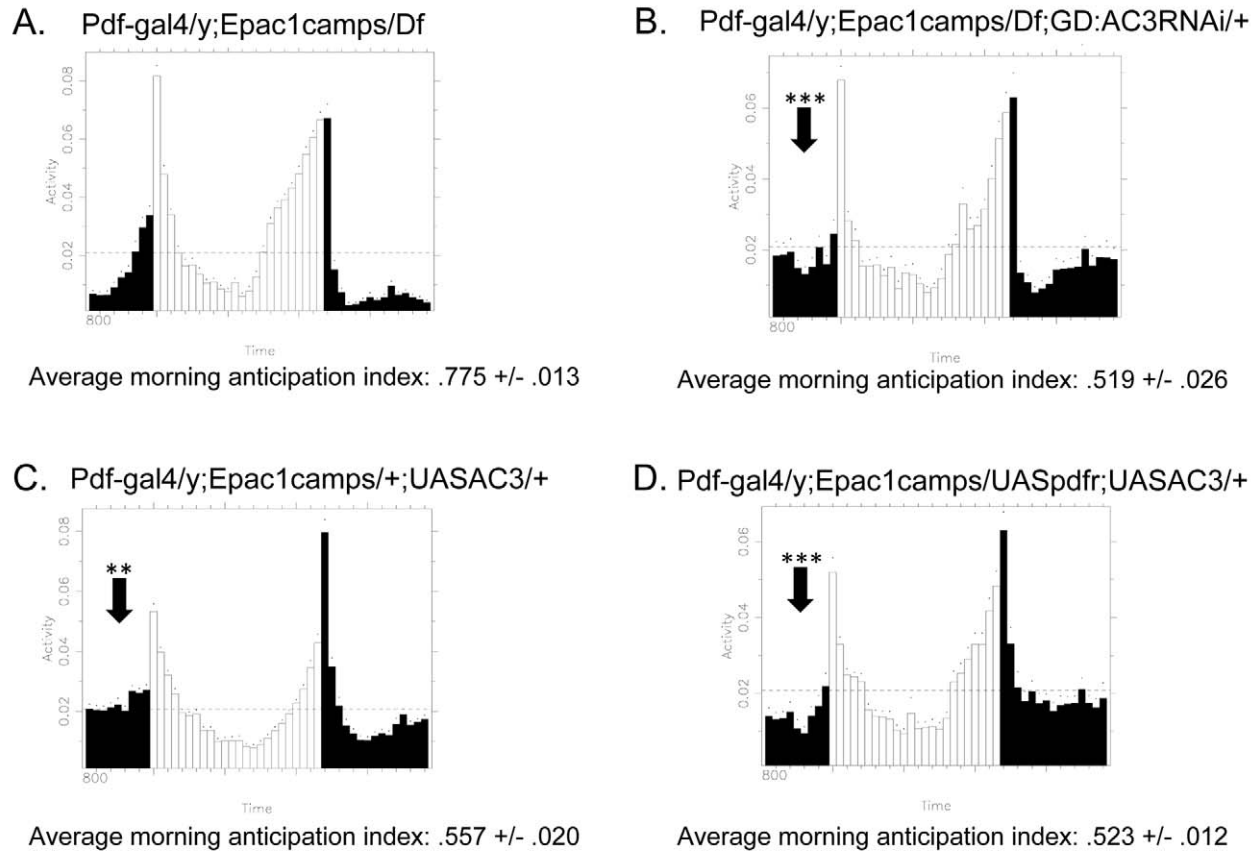 A. Pdf-gal4/y;Epac1camps/Df
0.08
0.06
0.04
0.02
Activity
800
Time
Average morning anticipation index: .775 +/- .013
B. Pdf-gal4/y;Epac1camps/Df;GD:AC3RNAi/+
***
0.06
0.04
0.02
Activity
800
Time
Average morning anticipation index: .519 +/- .026
C. Pdf-gal4/y;Epac1camps/+;UASAC3/+
**
0.08
0.06
0.04
0.02
Activity
800
Time
Average morning anticipation index: .557 +/- .020
D. Pdf-gal4/y;Epac1camps/UASpdfr;UASAC3/+
***
0.06
0.04
0.02
Activity
800
Time
Average morning anticipation index: .523 +/- .012